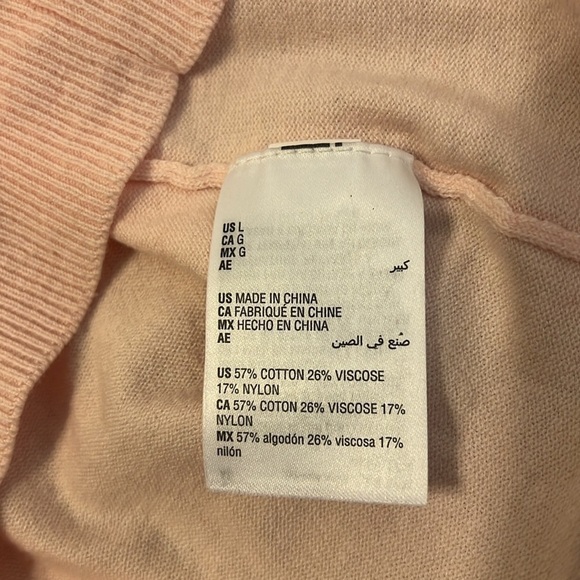 US L
CA G
MX G
AE كبير
US MADE IN CHINA
CA FABRIQUÉ EN CHINE
MX HECHO EN CHINA
AE صُنع في الصين
US 57% COTTON 26% VISCOSE
17% NYLON
CA 57% COTON 26% VISCOSE 17%
NYLON
MX 57% algodón 26% viscosa 17%
nilón